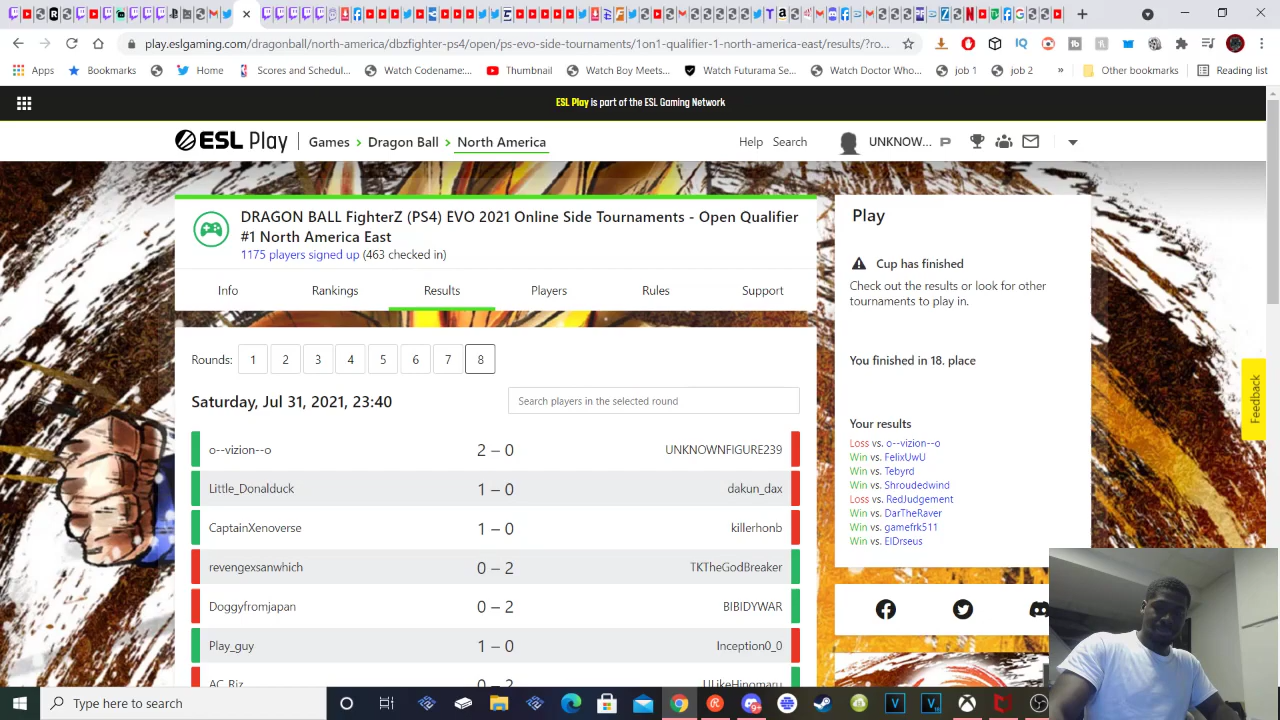 play.eslgaming.com/dragonball/north-america/dbzfighter-ps4/open/ps-evo-side-tournaments/1on1-qualifier-1-north-america-east/results/?ro...
Apps
Bookmarks
Home
Scores and Schedul...
Watch Codename:...
Thumbnail
Watch Boy Meets...
Watch Futurama Se...
Watch Doctor Who...
job 1
job 2
»
Other bookmarks
Reading list
ESL Play is part of the ESL Gaming Network
ESL Play
Games > Dragon Ball > North America
Help Search
UNKNOW...
DRAGON BALL FighterZ (PS4) EVO 2021 Online Side Tournaments - Open Qualifier
#1 North America East
1175 players signed up (463 checked in)
Info Rankings Results Players Rules Support
Rounds: 1 2 3 4 5 6 7 8
Saturday, Jul 31, 2021, 23:40
Search players in the selected round
o--vizion--o 2 – 0 UNKNOWNFIGURE239
Little_Donalduck 1 – 0 dakun_dax
CaptainXenoverse 1 – 0 killerhonb
revengexsanwhich 0 – 2 TKTheGodBreaker
Doggyfromjapan 0 – 2 BIBIDYWAR
Play_guy 1 – 0 Inception0_0
AC_Riz 0 – 2 ULikeHinomaru
Play
Cup has finished
Check out the results or look for other
tournaments to play in.
You finished in 18. place
Your results
Loss vs. o--vizion--o
Win vs. FelixUwU
Win vs. Tebyrd
Win vs. Shroudedwind
Loss vs. RedJudgement
Win vs. DarTheRaver
Win vs. gamefrk511
Win vs. ElDrseus
Feedback
Type here to search